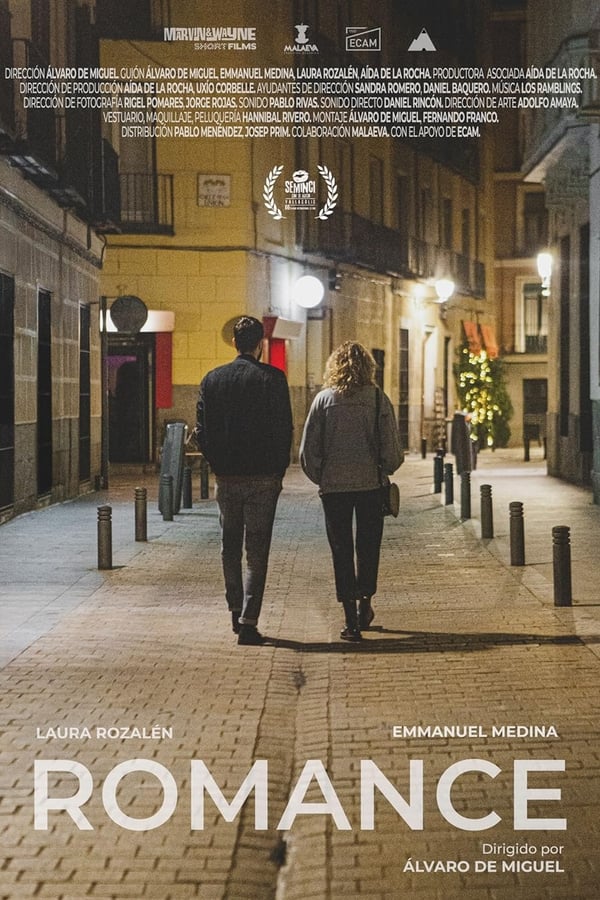 MARVIN&WAYNE
SHORT FILMS
MALAEVA
ECAM
DIRECCIÓN ÁLVARO DE MIGUEL. GUIÓN ÁLVARO DE MIGUEL, EMMANUEL MEDINA, LAURA ROZALÉN, AÍDA DE LA ROCHA. PRODUCTORA ASOCIADA AÍDA DE LA ROCHA.
DIRECCIÓN DE PRODUCCIÓN AÍDA DE LA ROCHA, UXÍO CORBELLE. AYUDANTES DE DIRECCIÓN SANDRA ROMERO, DANIEL BAQUERO. MÚSICA LOS RAMBLINGS.
DIRECCIÓN DE FOTOGRAFÍA RIGEL POMARES, JORGE ROJAS. SONIDO PABLO RIVAS. SONIDO DIRECTO DANIEL RINCÓN. DIRECCIÓN DE ARTE ADOLFO AMAYA.
VESTUARIO, MAQUILLAJE, PELUQUERÍA HANNIBAL RIVERO. MONTAJE ÁLVARO DE MIGUEL, FERNANDO FRANCO.
DISTRIBUCIÓN PABLO MENÉNDEZ, JOSEP PRIM. COLABORACIÓN MALAEVA. CON EL APOYO DE ECAM.
SEMINCI
VALLADOLID
LAURA ROZALÉN
EMMANUEL MEDINA
ROMANCE
Dirigido por
ÁLVARO DE MIGUEL